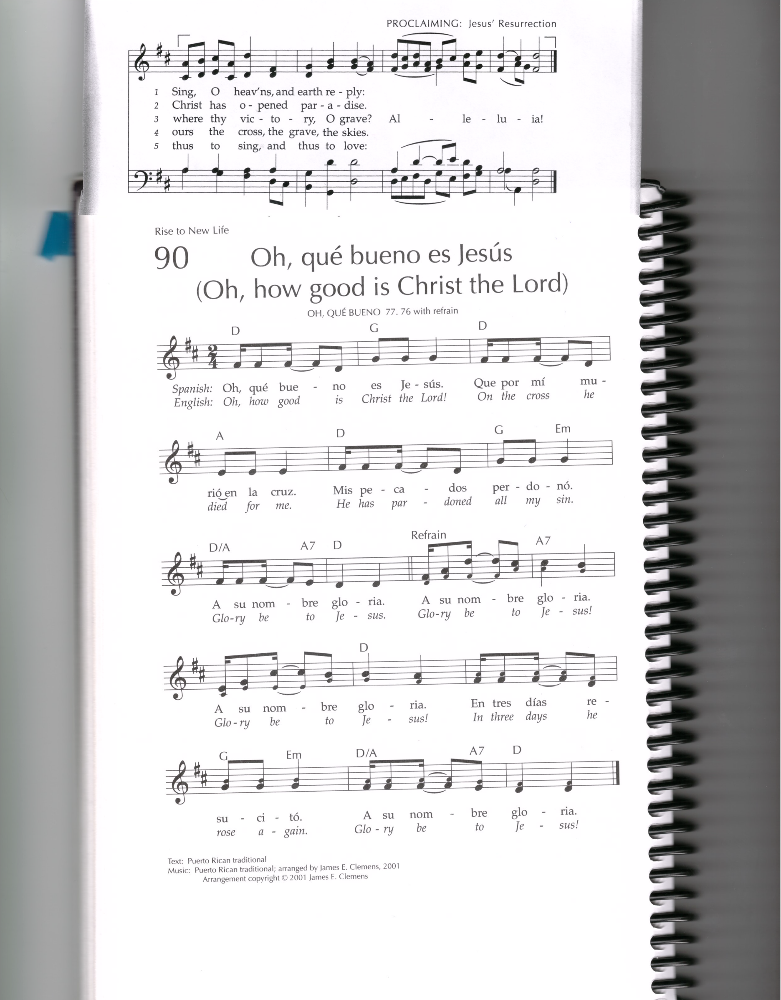 PROCLAIMING: Jesus' Resurrection
1 Sing, O heav'ns, and earth re - ply:
2 Christ has o - pened par - a - dise.
3 where thy vic - to - ry, O grave? Al - le - lu - ia!
4 ours the cross, the grave, the skies.
5 thus to sing, and thus to love:
Rise to New Life
90 Oh, qué bueno es Jesús
(Oh, how good is Christ the Lord)
OH, QUÉ BUENO 77. 76 with refrain
D G D
2
4
Spanish: Oh, qué bue - no es Je - sús. Que por mí mu -
English: Oh, how good is Christ the Lord! On the cross he
A D G Em
rió en la cruz. Mis pe - ca - dos per - do - nó.
died for me. He has par - doned all my sin.
Refrain
D/A A7 D A7
A su nom - bre glo - ria. A su nom - bre glo - ria.
Glo-ry be to Je - sus. Glo-ry be to Je - sus!
D
A su nom - bre glo - ria. En tres días re -
Glo - ry be to Je - sus! In three days he
G Em D/A A7 D
su - ci - tó. A su nom - bre glo - ria.
rose a - gain. Glo - ry be to Je - sus!
Text: Puerto Rican traditional
Music: Puerto Rican traditional; arranged by James E. Clemens, 2001
Arrangement copyright © 2001 James E. Clemens